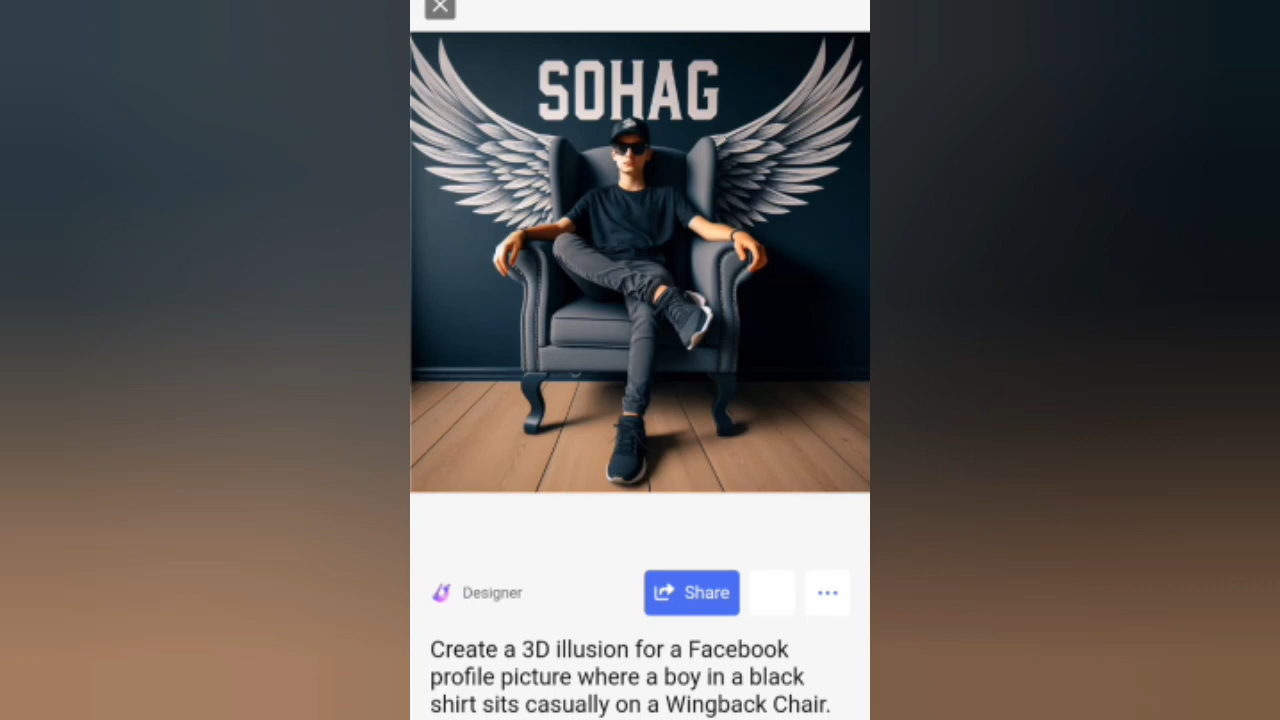 SOHAG
Designer
Share
Create a 3D illusion for a Facebook
profile picture where a boy in a black
shirt sits casually on a Wingback Chair.